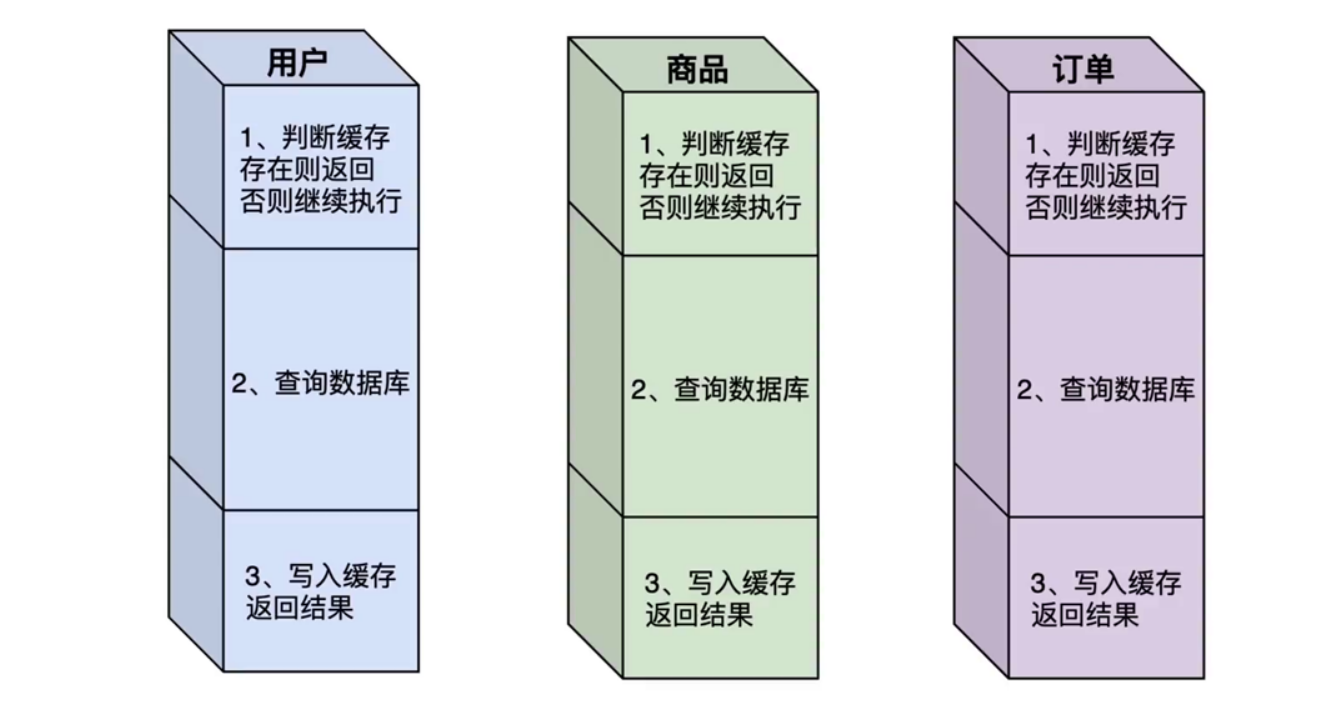 用户
1、判断缓存
存在则返回
否则继续执行
2、查询数据库
3、写入缓存
返回结果
商品
1、判断缓存
存在则返回
否则继续执行
2、查询数据库
3、写入缓存
返回结果
订单
1、判断缓存
存在则返回
否则继续执行
2、查询数据库
3、写入缓存
返回结果